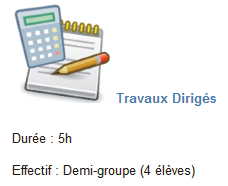 Travaux Dirigés
Durée : 5h
Effectif : Demi-groupe (4 élèves)